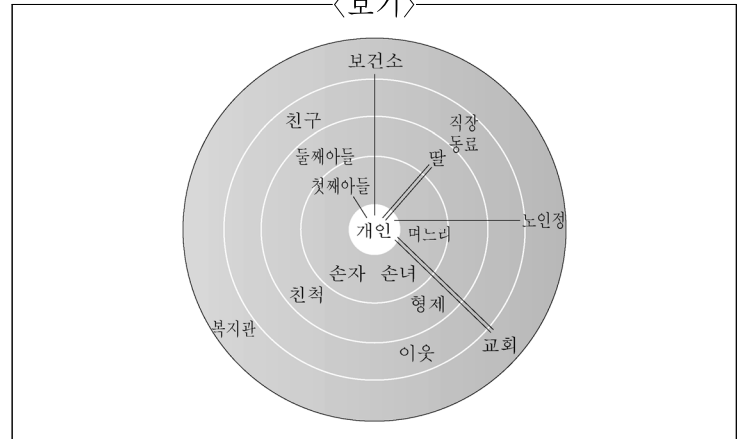 〈보기〉
보건소
친구
직장
동료
둘째아들
딸
첫째아들
노인정
개인
며느리
손자 손녀
친척
형제
복지관
교회
이웃